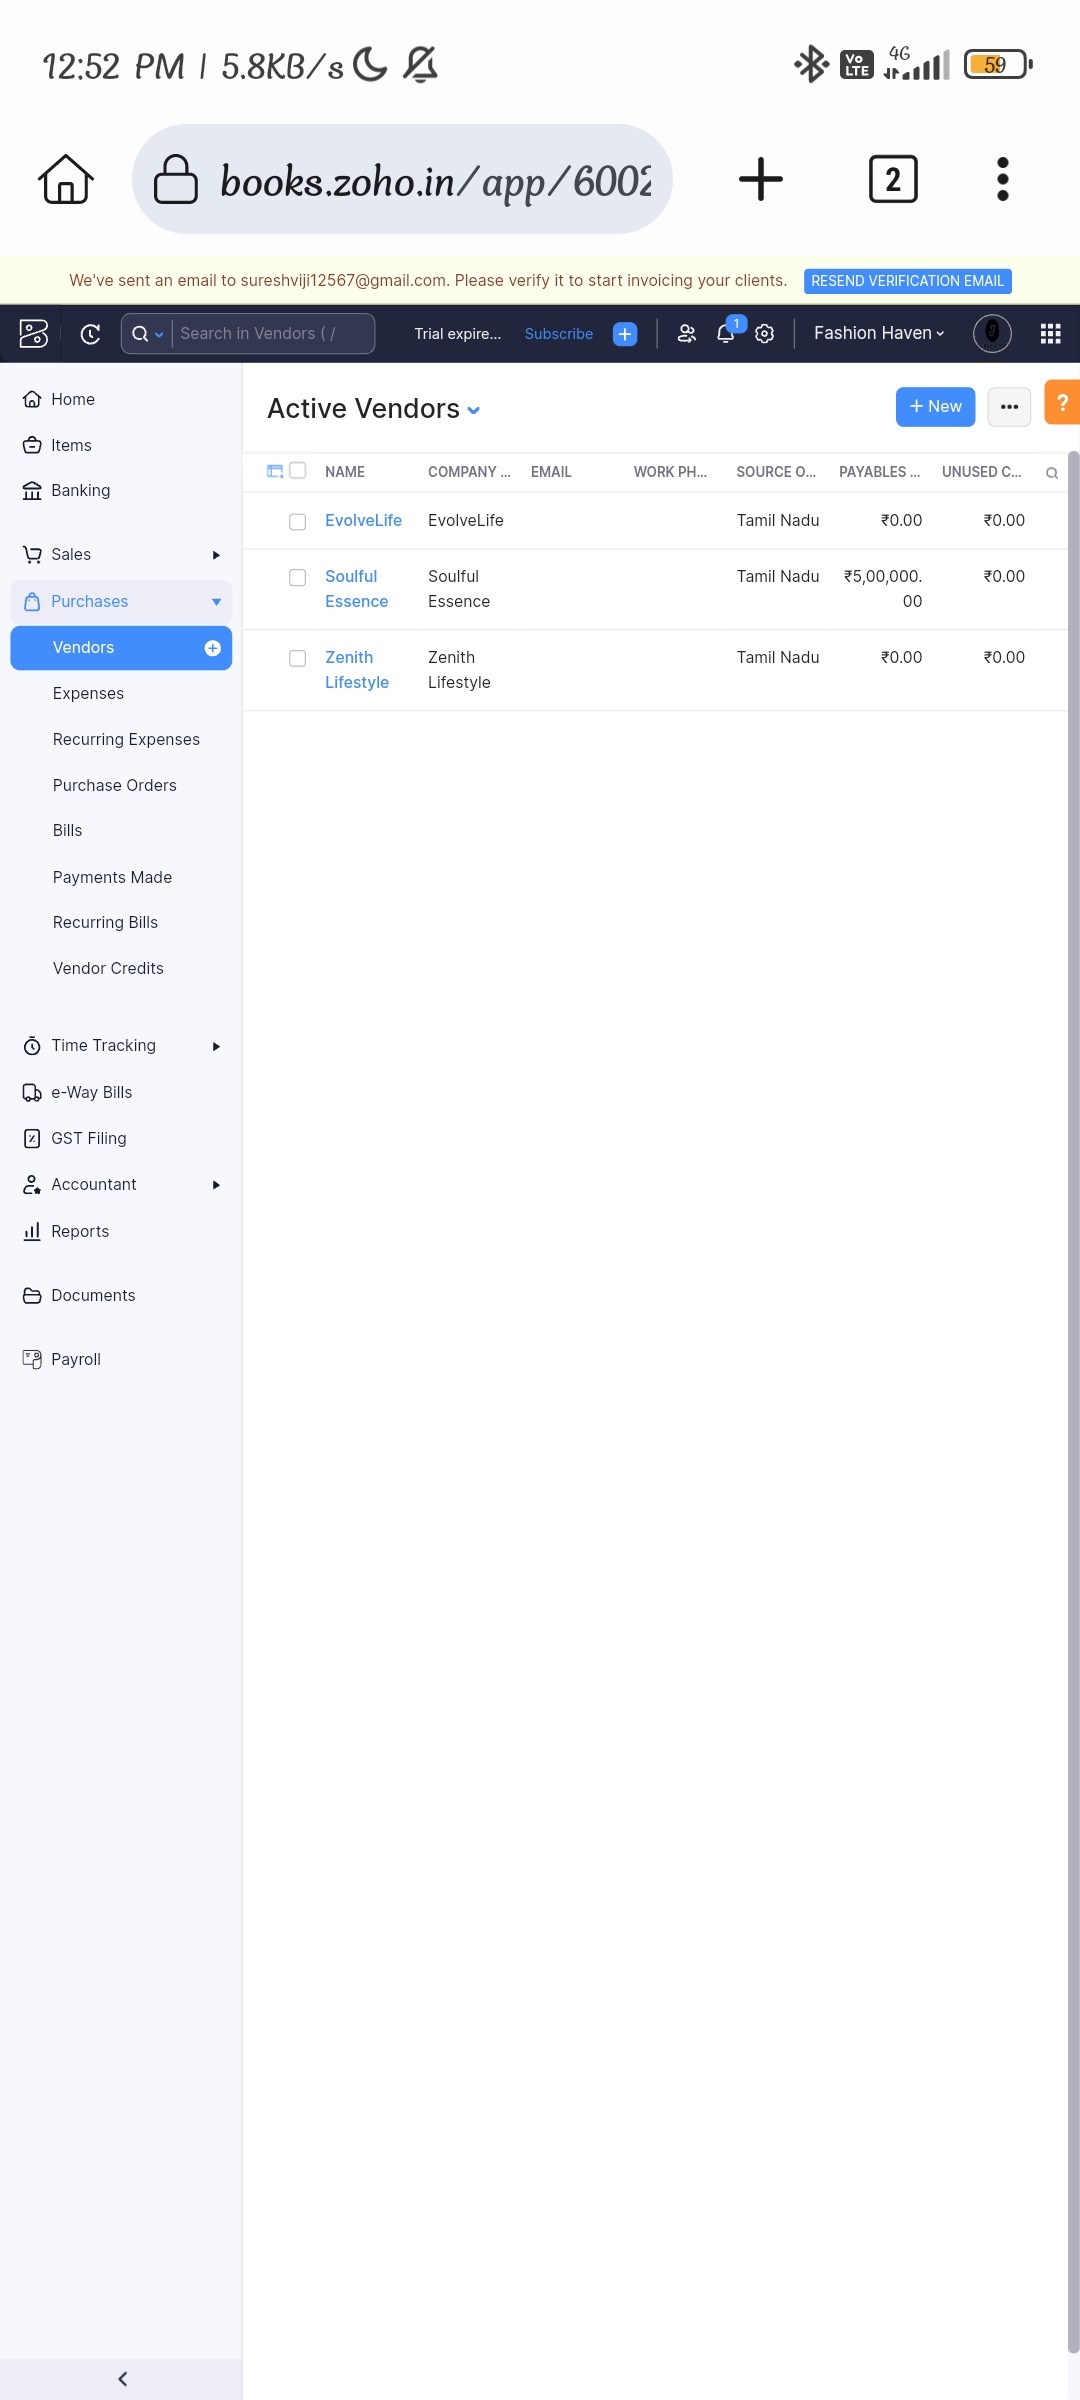 12:52 PM | 5.8KB/s
Vo LTE
4G
59
books.zoho.in/app/6002
2
We've sent an email to sureshviji12567@gmail.com. Please verify it to start invoicing your clients. RESEND VERIFICATION EMAIL
Search in Vendors ( / Trial expire... Subscribe 1 Fashion Haven
Home
Items
Banking
Sales
Purchases
Vendors
Expenses
Recurring Expenses
Purchase Orders
Bills
Payments Made
Recurring Bills
Vendor Credits
Time Tracking
e-Way Bills
GST Filing
Accountant
Reports
Documents
Payroll
Active Vendors + New ... ?
NAME COMPANY ... EMAIL WORK PH... SOURCE O... PAYABLES ... UNUSED C...
EvolveLife EvolveLife Tamil Nadu ₹0.00 ₹0.00
Soulful Soulful Tamil Nadu ₹5,00,000. ₹0.00
Essence Essence 00
Zenith Zenith Tamil Nadu ₹0.00 ₹0.00
Lifestyle Lifestyle